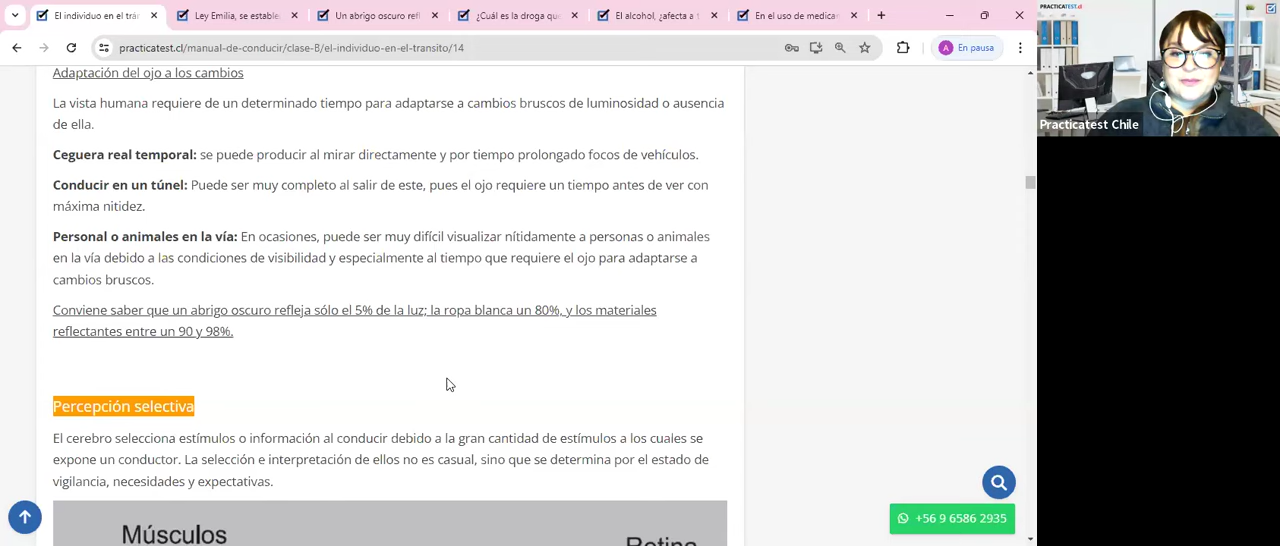 El individuo en el trán
Ley Emilia, se estable
Un abrigo oscuro refl
¿Cuál es la droga que
El alcohol, ¿afecta a t
En el uso de medicar
practicatest.cl/manual-de-conducir/clase-B/el-individuo-en-el-transito/14
A En pausa
PRACTICATEST.cl
Practicatest Chile
Adaptación del ojo a los cambios
La vista humana requiere de un determinado tiempo para adaptarse a cambios bruscos de luminosidad o ausencia
de ella.
Ceguera real temporal: se puede producir al mirar directamente y por tiempo prolongado focos de vehículos.
Conducir en un túnel: Puede ser muy completo al salir de este, pues el ojo requiere un tiempo antes de ver con
máxima nitidez.
Personal o animales en la vía: En ocasiones, puede ser muy difícil visualizar nítidamente a personas o animales
en la vía debido a las condiciones de visibilidad y especialmente al tiempo que requiere el ojo para adaptarse a
cambios bruscos.
Conviene saber que un abrigo oscuro refleja sólo el 5% de la luz; la ropa blanca un 80%, y los materiales
reflectantes entre un 90 y 98%.
Percepción selectiva
El cerebro selecciona estímulos o información al conducir debido a la gran cantidad de estímulos a los cuales se
expone un conductor. La selección e interpretación de ellos no es casual, sino que se determina por el estado de
vigilancia, necesidades y expectativas.
Músculos
Retina
+56 9 6586 2935